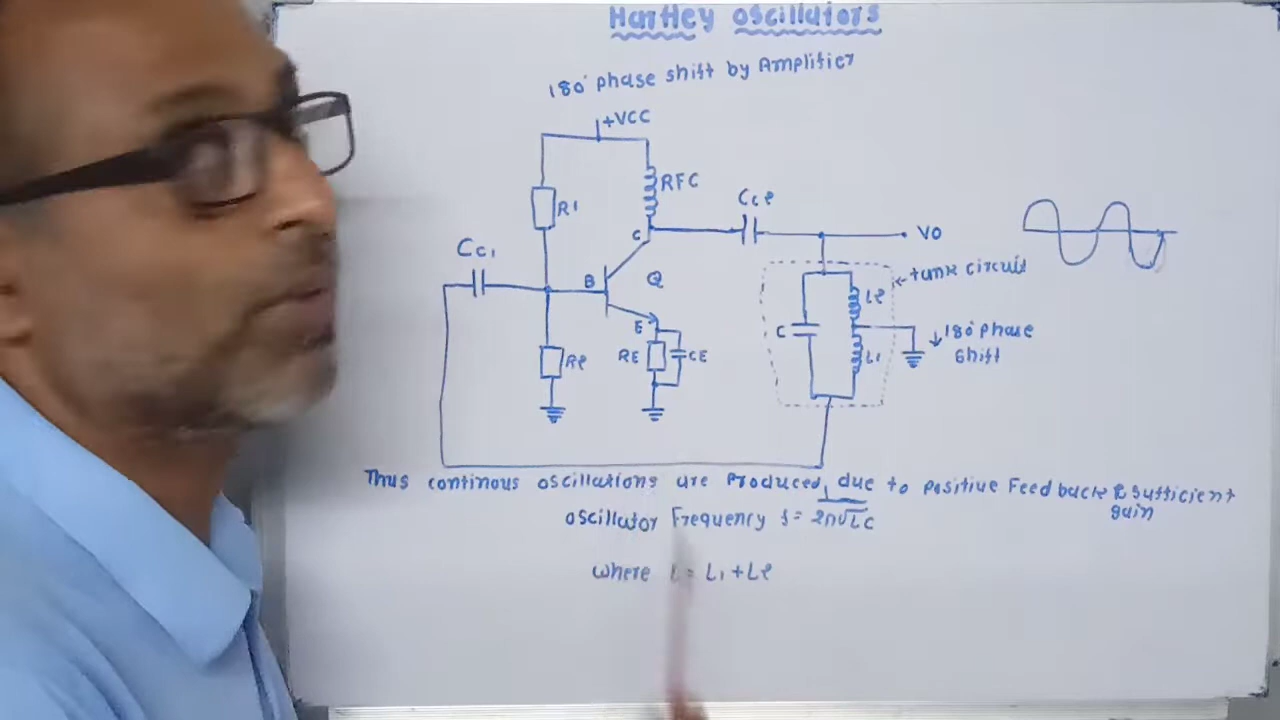 Hartley oscillators
180° phase shift by Amplifier
+VCC
RFC
R1
CC2
C
VO
CC1
B
Q
tank circuit
E
L2
C
180° phase
shift
R2
RE
CE
L1
Thus continous oscillations are produced, due to positive Feedback & sufficient
gain
oscillator Frequency f = 1/2π√LC
where L = L1 + L2